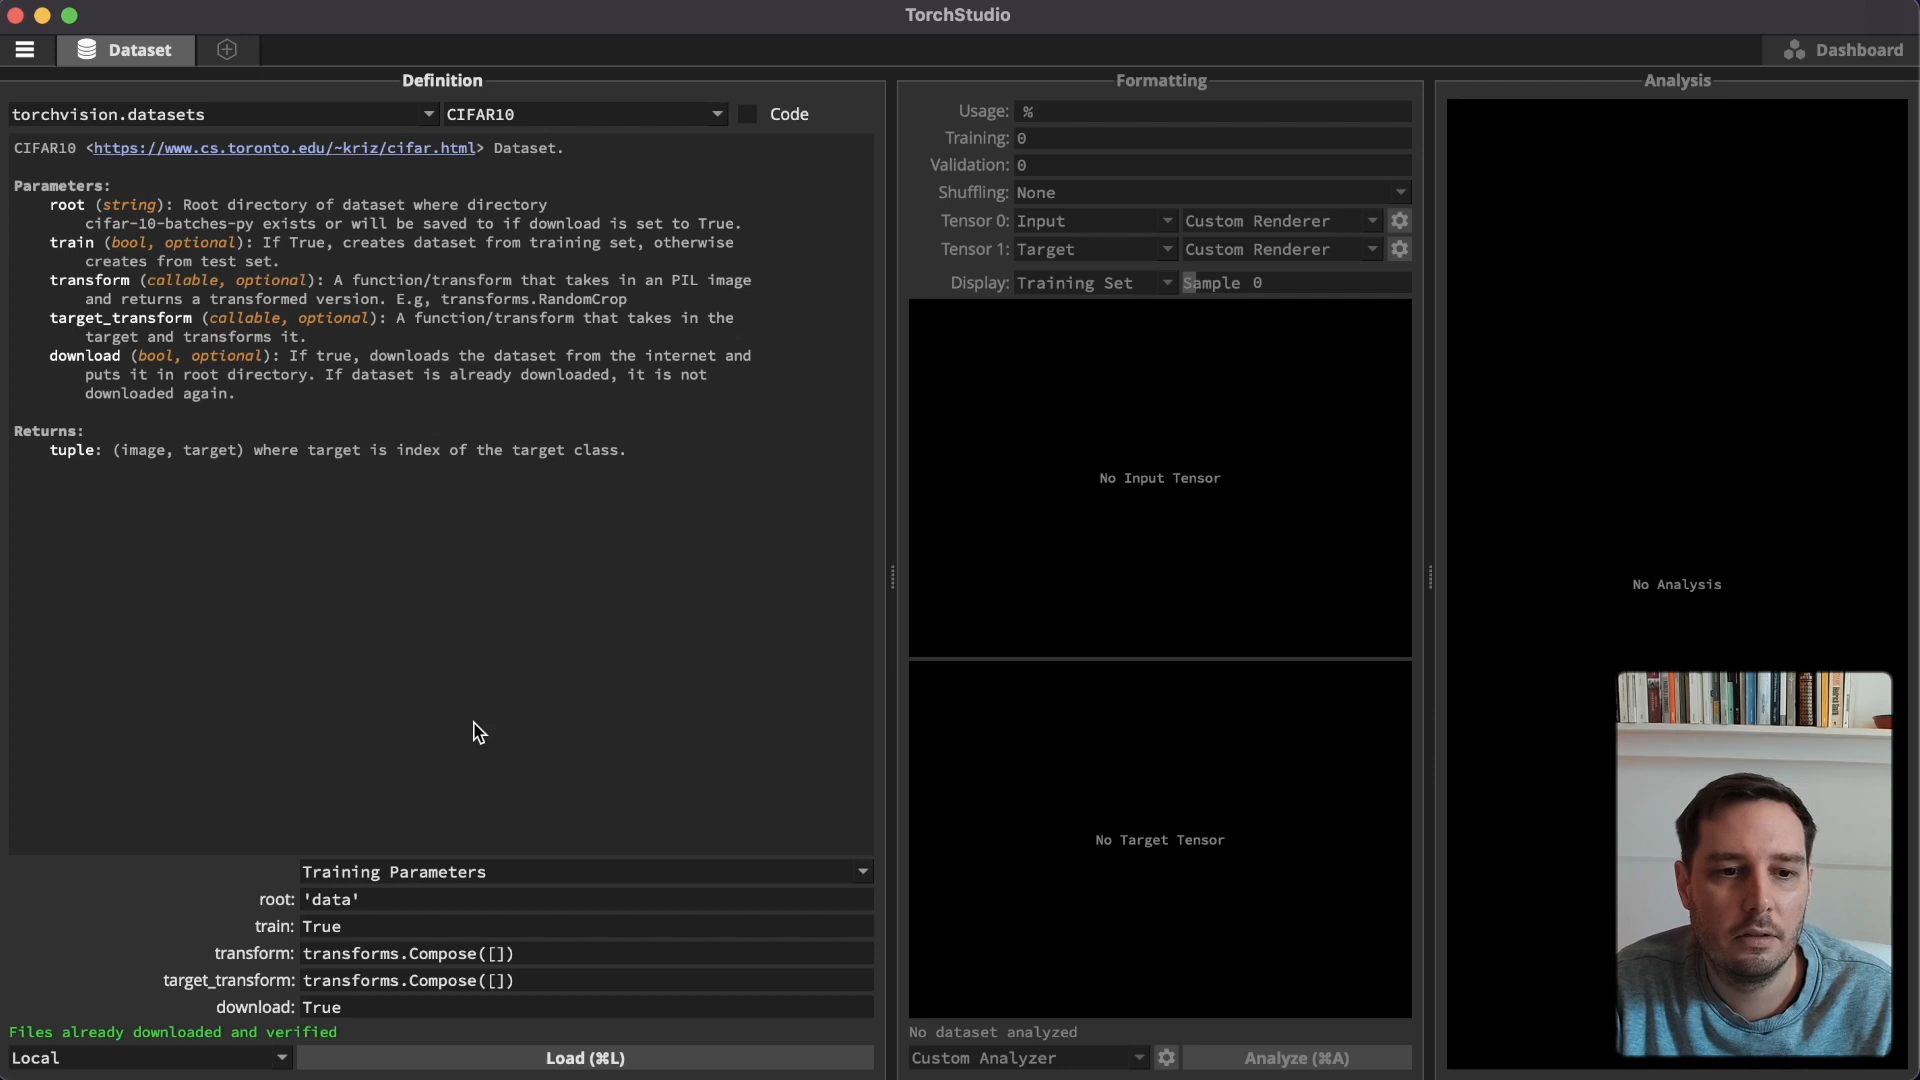 TorchStudio
Dataset
Dashboard
Definition
torchvision.datasets
CIFAR10
Code
CIFAR10 <https://www.cs.toronto.edu/~kriz/cifar.html> Dataset.
Parameters:
root (string): Root directory of dataset where directory
cifar-10-batches-py exists or will be saved to if download is set to True.
train (bool, optional): If True, creates dataset from training set, otherwise
creates from test set.
transform (callable, optional): A function/transform that takes in an PIL image
and returns a transformed version. E.g, transforms.RandomCrop
target_transform (callable, optional): A function/transform that takes in the
target and transforms it.
download (bool, optional): If true, downloads the dataset from the internet and
puts it in root directory. If dataset is already downloaded, it is not
downloaded again.
Returns:
tuple: (image, target) where target is index of the target class.
Training Parameters
root: 'data'
train: True
transform: transforms.Compose([])
target_transform: transforms.Compose([])
download: True
Files already downloaded and verified
Local
Load (⌘L)
Formatting
Usage: %
Training: 0
Validation: 0
Shuffling: None
Tensor 0: Input Custom Renderer
Tensor 1: Target Custom Renderer
Display: Training Set Sample 0
No Input Tensor
No Target Tensor
No dataset analyzed
Custom Analyzer
Analyze (⌘A)
Analysis
No Analysis